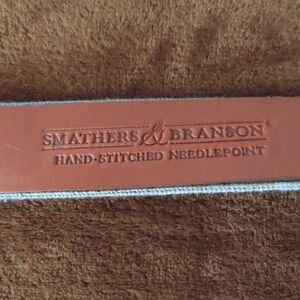 SMATHERS & BRANSON
HAND-STITCHED NEEDLEPOINT